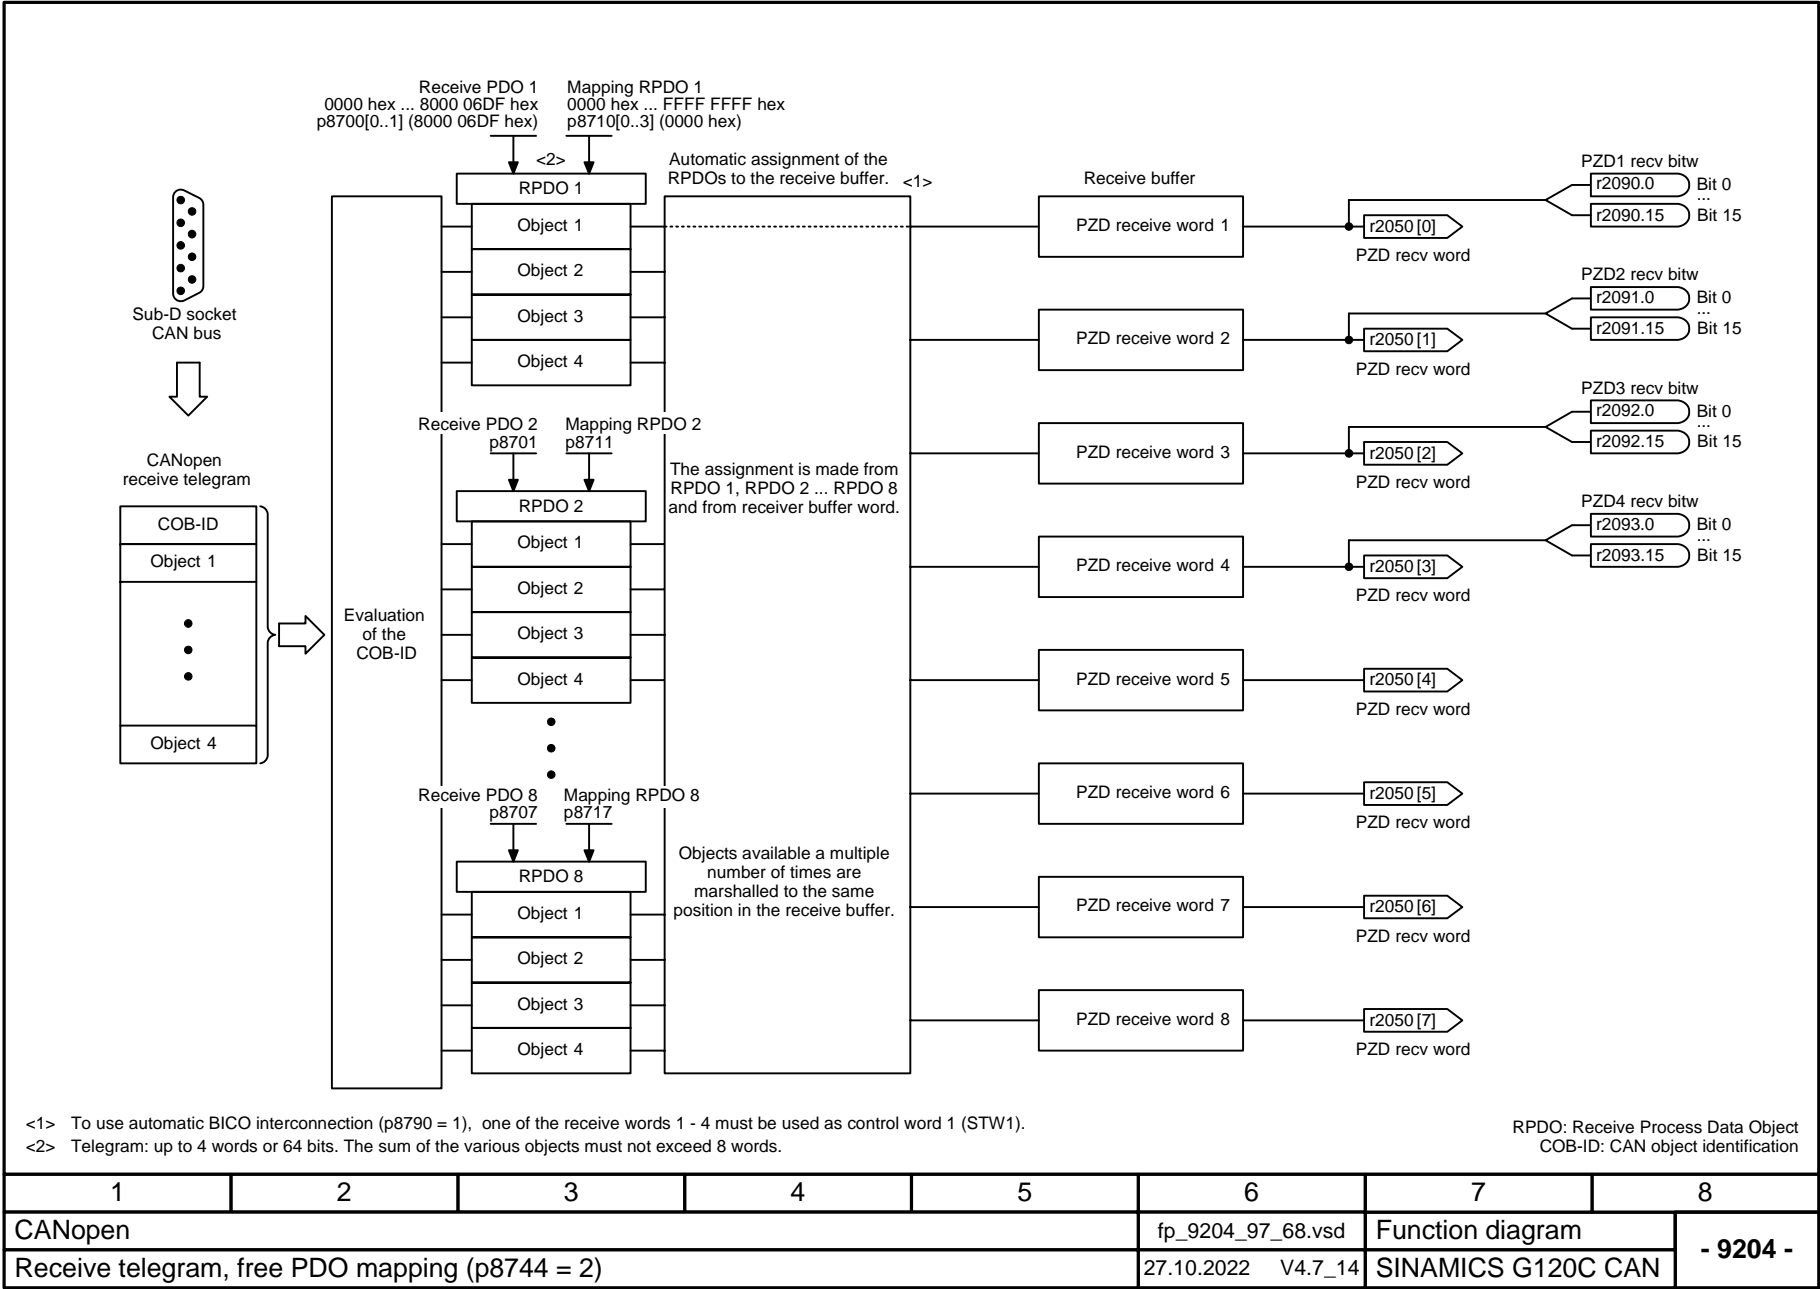 Receive PDO 1
0000 hex ... 8000 06DF hex
p8700[0..1] (8000 06DF hex)
Mapping RPDO 1
0000 hex ... FFFF FFFF hex
p8710[0..3] (0000 hex)
<2>
RPDO 1
Object 1
Object 2
Object 3
Object 4
Automatic assignment of the
RPDOs to the receive buffer.
<1>
Receive buffer
Sub-D socket
CAN bus
CANopen
receive telegram
COB-ID
Object 1
Object 4
Evaluation
of the
COB-ID
Receive PDO 2
p8701
Mapping RPDO 2
p8711
RPDO 2
Object 1
Object 2
Object 3
Object 4
The assignment is made from
RPDO 1, RPDO 2 ... RPDO 8
and from receiver buffer word.
Receive PDO 8
p8707
Mapping RPDO 8
p8717
RPDO 8
Object 1
Object 2
Object 3
Object 4
Objects available a multiple
number of times are
marshalled to the same
position in the receive buffer.
PZD receive word 1
r2050 [0]
PZD recv word
PZD1 recv bitw
r2090.0 Bit 0
...
r2090.15 Bit 15
PZD receive word 2
r2050 [1]
PZD recv word
PZD2 recv bitw
r2091.0 Bit 0
...
r2091.15 Bit 15
PZD receive word 3
r2050 [2]
PZD recv word
PZD3 recv bitw
r2092.0 Bit 0
...
r2092.15 Bit 15
PZD receive word 4
r2050 [3]
PZD recv word
PZD4 recv bitw
r2093.0 Bit 0
...
r2093.15 Bit 15
PZD receive word 5
r2050 [4]
PZD recv word
PZD receive word 6
r2050 [5]
PZD recv word
PZD receive word 7
r2050 [6]
PZD recv word
PZD receive word 8
r2050 [7]
PZD recv word
<1> To use automatic BICO interconnection (p8790 = 1), one of the receive words 1 - 4 must be used as control word 1 (STW1).
<2> Telegram: up to 4 words or 64 bits. The sum of the various objects must not exceed 8 words.
RPDO: Receive Process Data Object
COB-ID: CAN object identification
1 2 3 4 5 6 7 8
CANopen
fp_9204_97_68.vsd
Function diagram
- 9204 -
Receive telegram, free PDO mapping (p8744 = 2)
27.10.2022 V4.7_14
SINAMICS G120C CAN